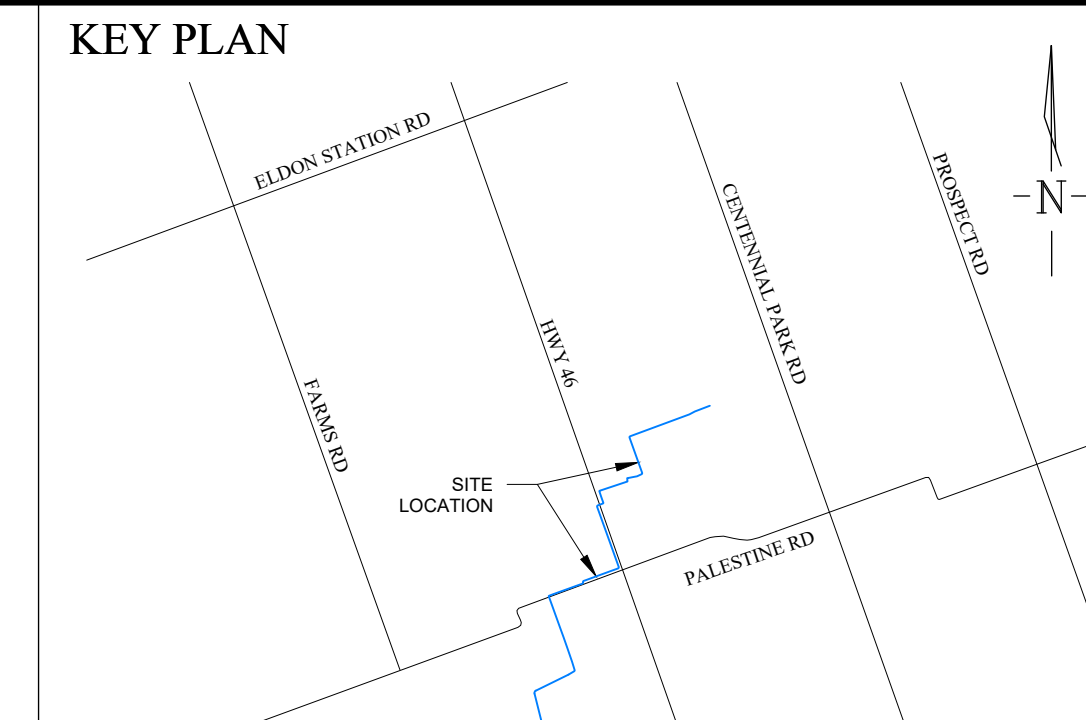 KEY PLAN
ELDON STATION RD
CENTENNIAL PARK RD
PROSPECT RD
-N-
HWY 46
FARMS RD
SITE
LOCATION
PALESTINE RD